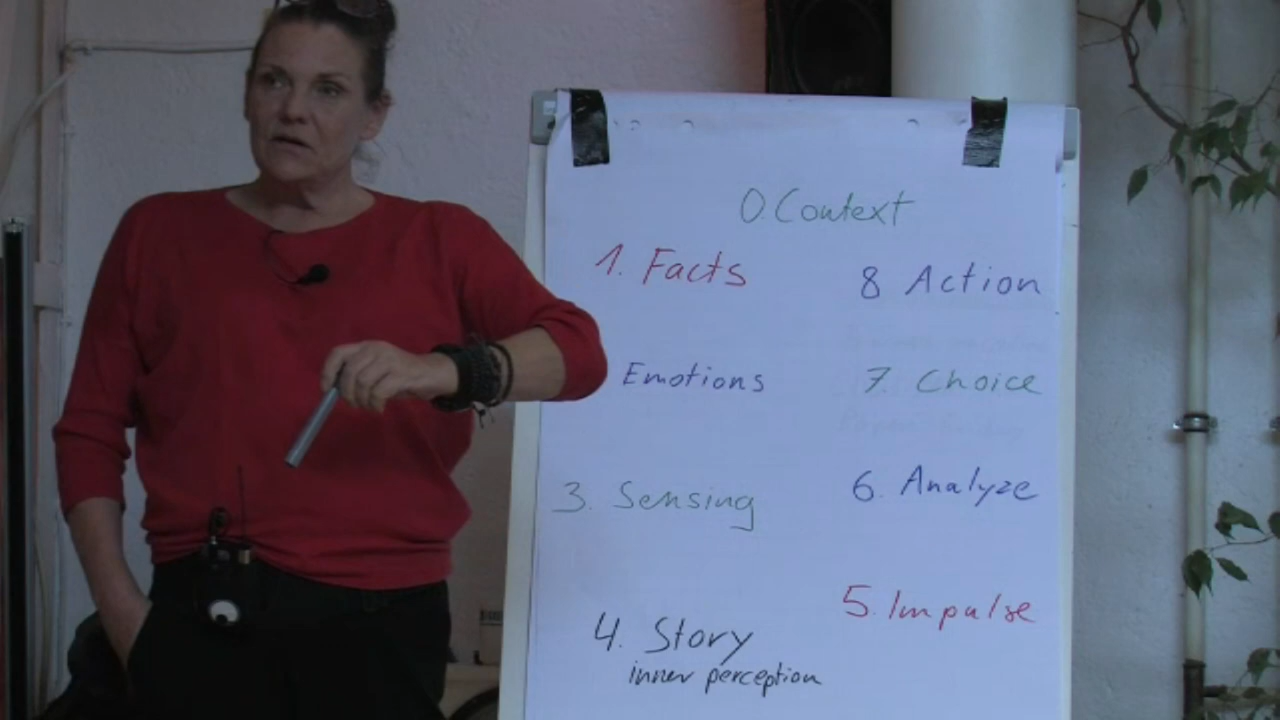 0. Context
1. Facts
Emotions
3. Sensing
4. Story
inner perception
5. Impulse
6. Analyze
7. Choice
8 Action